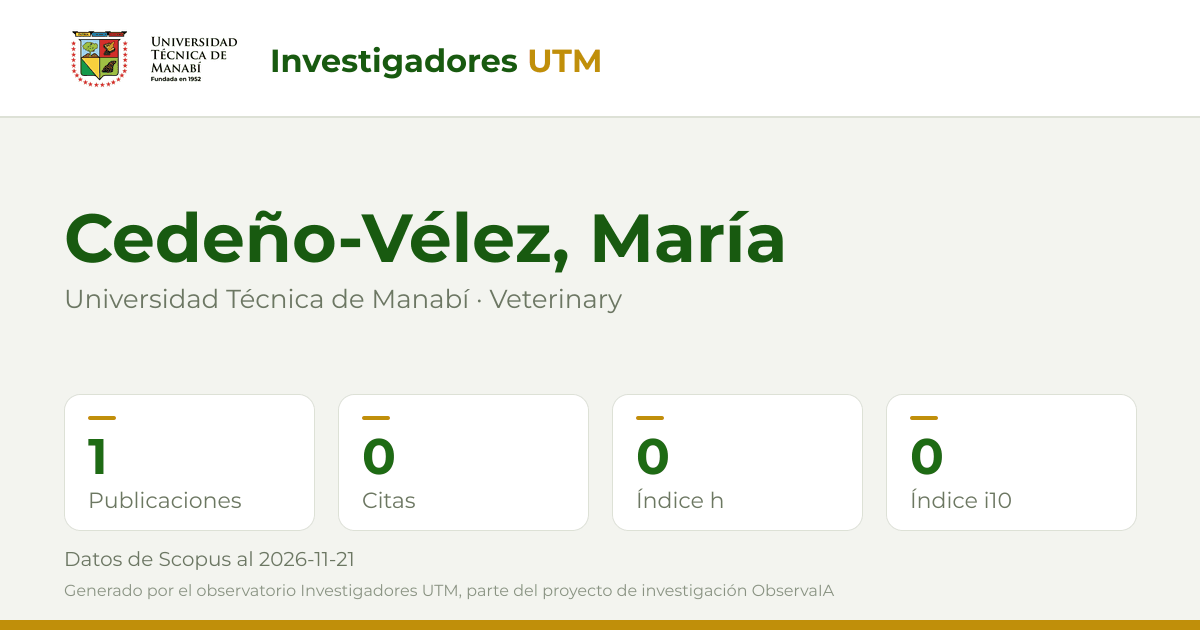 UNIVERSIDAD
TÉCNICA DE
MANABÍ
Fundada en 1952
Investigadores UTM
Cedeño-Vélez, María
Universidad Técnica de Manabí · Veterinary
1
Publicaciones
0
Citas
0
Índice h
0
Índice i10
Datos de Scopus al 2026-11-21
Generado por el observatorio Investigadores UTM, parte del proyecto de investigación ObservaIA